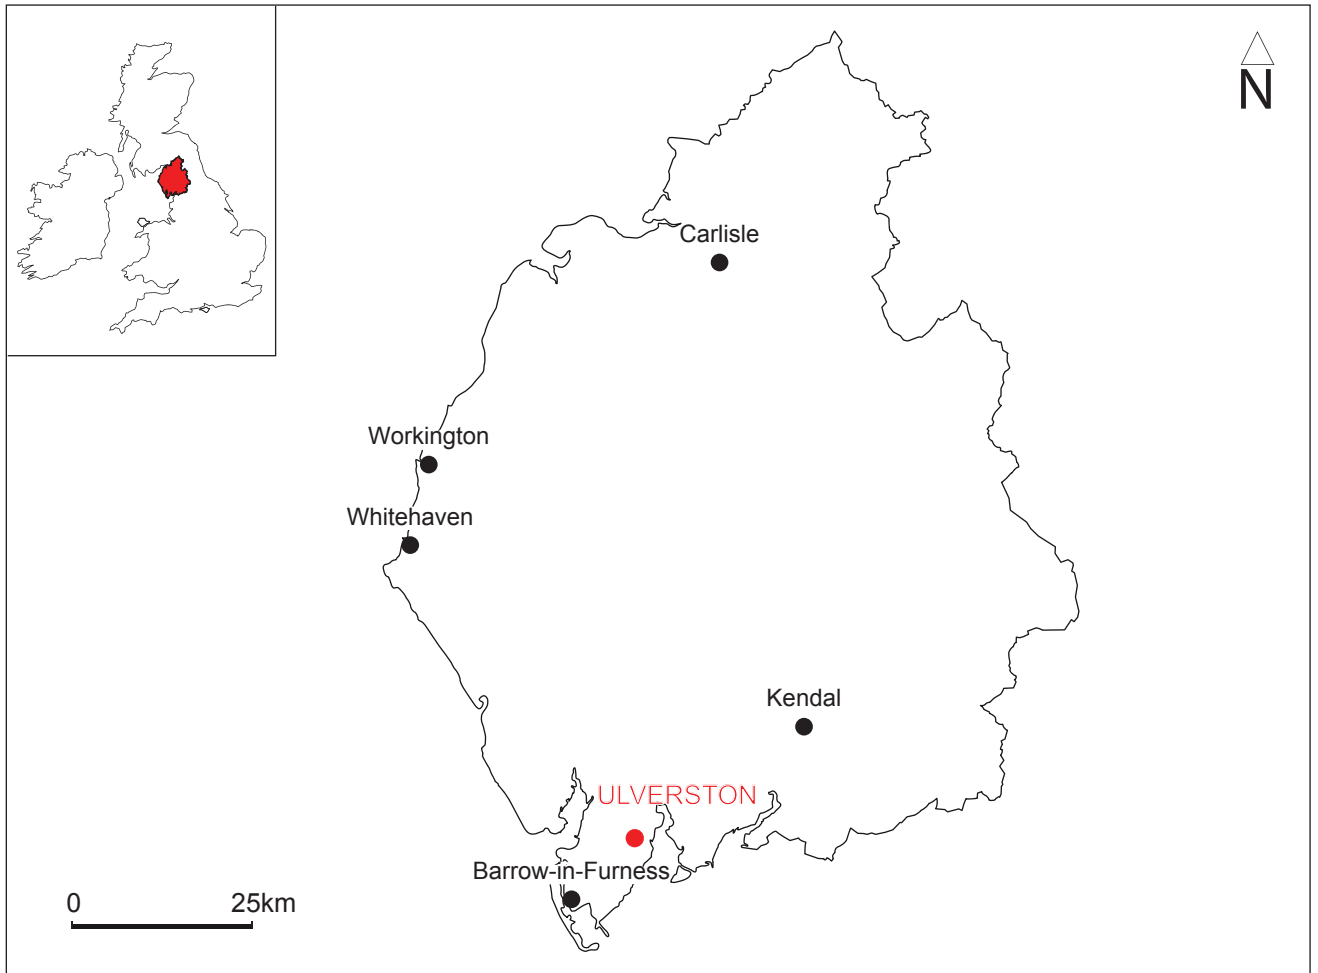 N
Carlisle
Workington
Whitehaven
Kendal
ULVERSTON
Barrow-in-Furness
0 25km